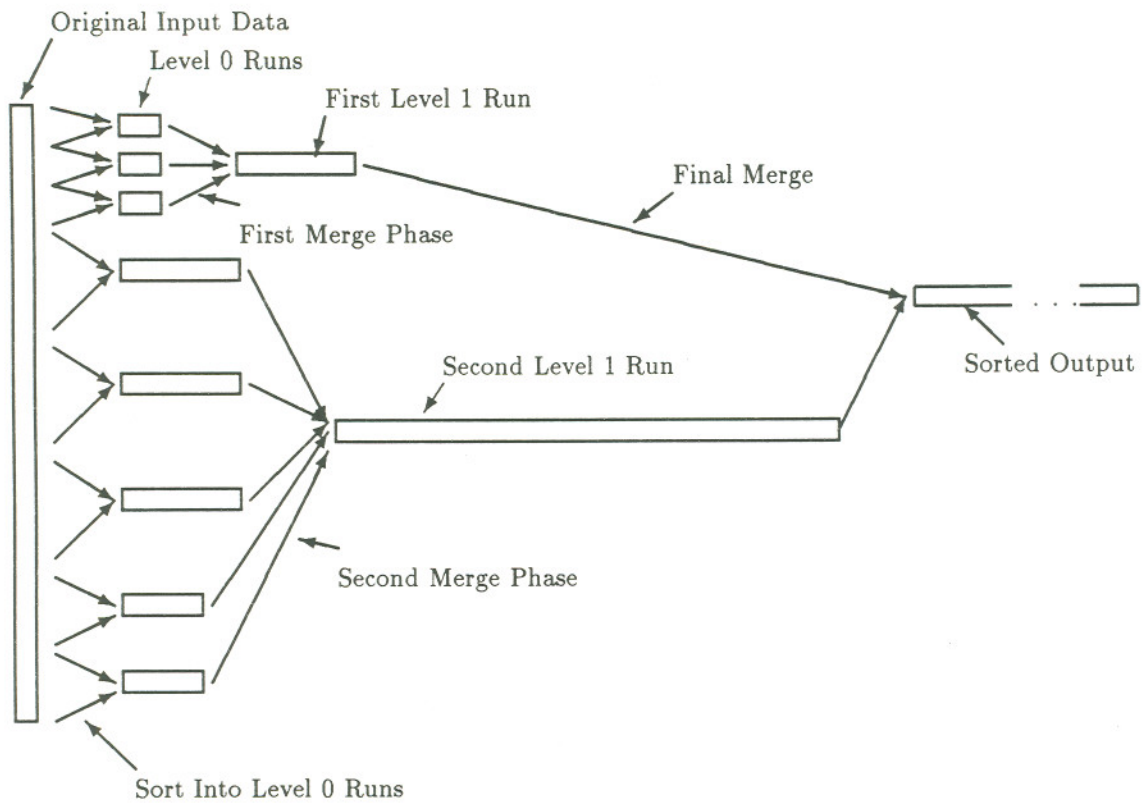 Original Input Data
Level 0 Runs
First Level 1 Run
Final Merge
First Merge Phase
. . .
Sorted Output
Second Level 1 Run
Second Merge Phase
Sort Into Level 0 Runs